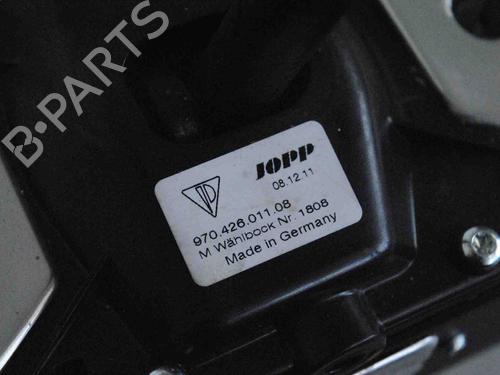 B-PARTS
JOPP
08.12.11
970.426.011.08
M Wählbock Nr. 1808
Made in Germany